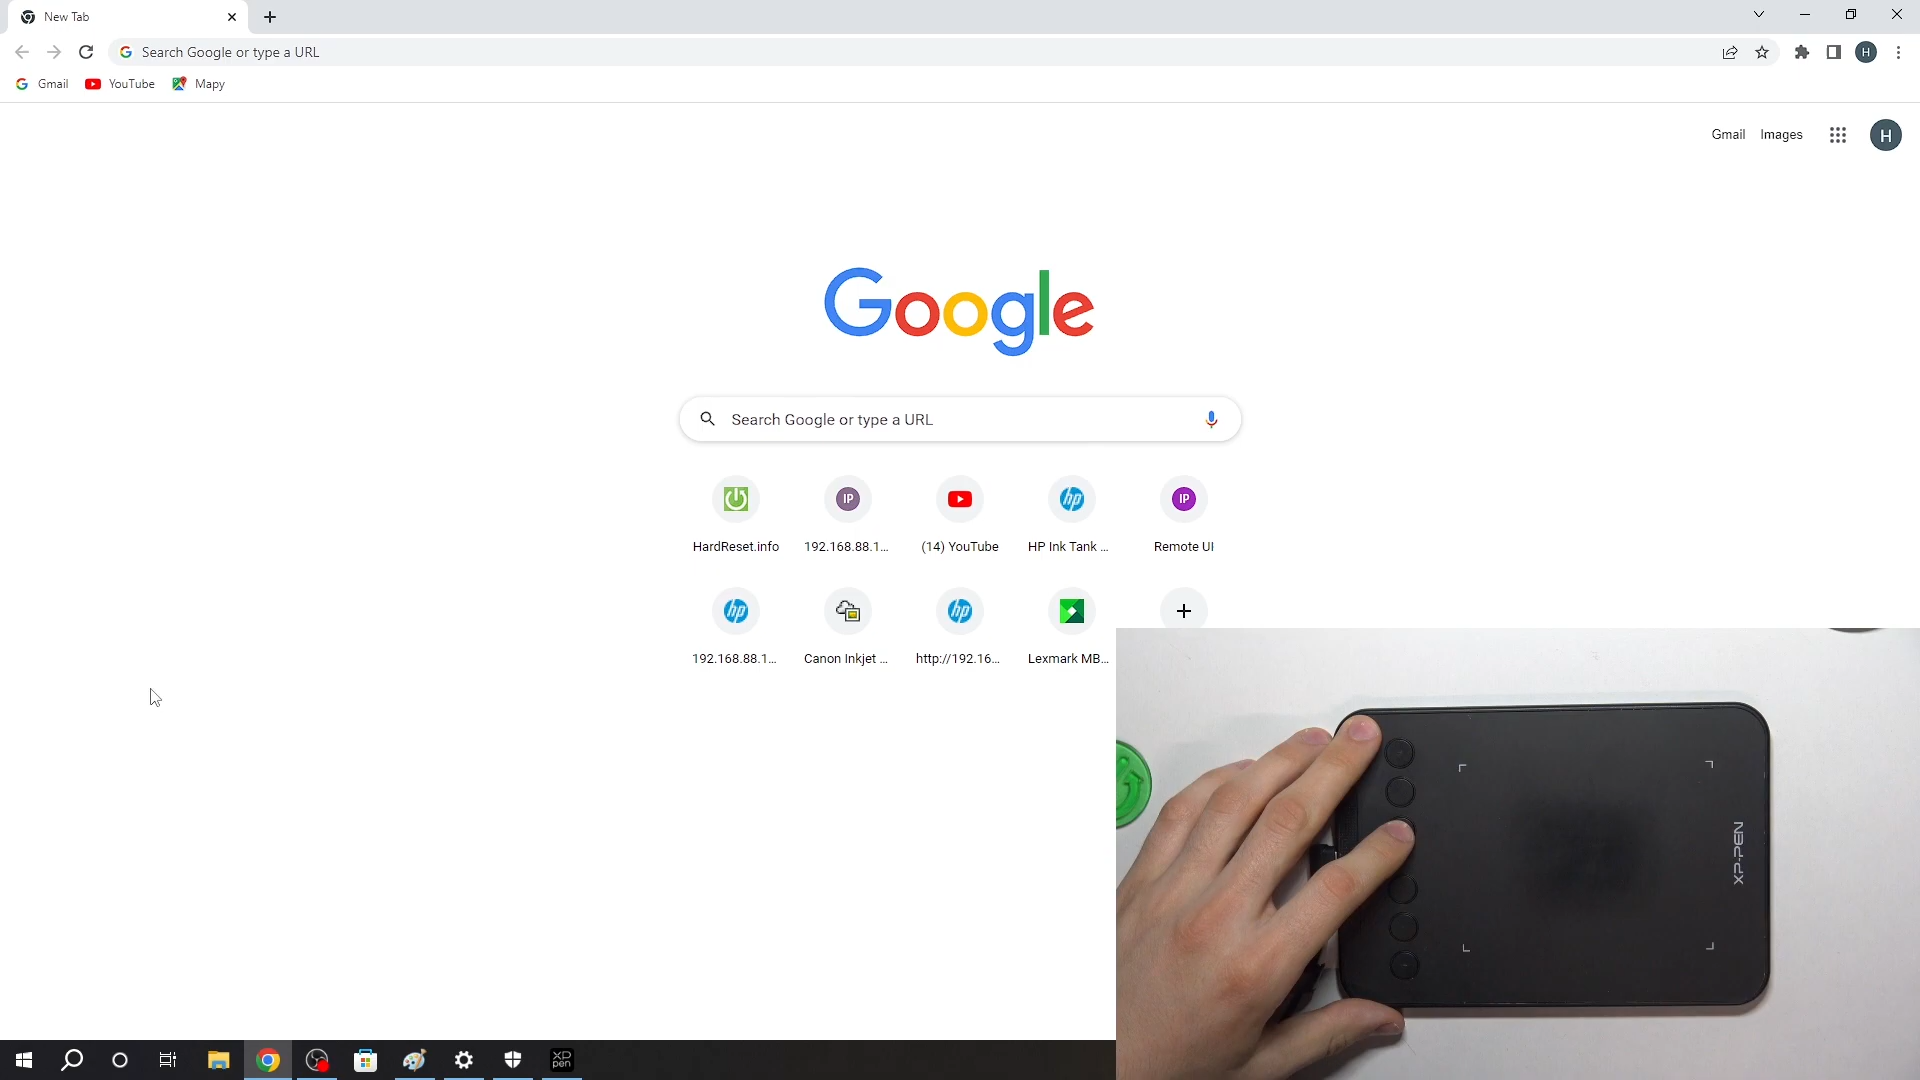 New Tab
Search Google or type a URL
Gmail YouTube Mapy
Gmail Images H
Google
Search Google or type a URL
HardReset.info 192.168.88.1... (14) YouTube HP Ink Tank ... Remote UI
192.168.88.1... Canon Inkjet ... http://192.16... Lexmark MB...
XP-PEN
XP pen